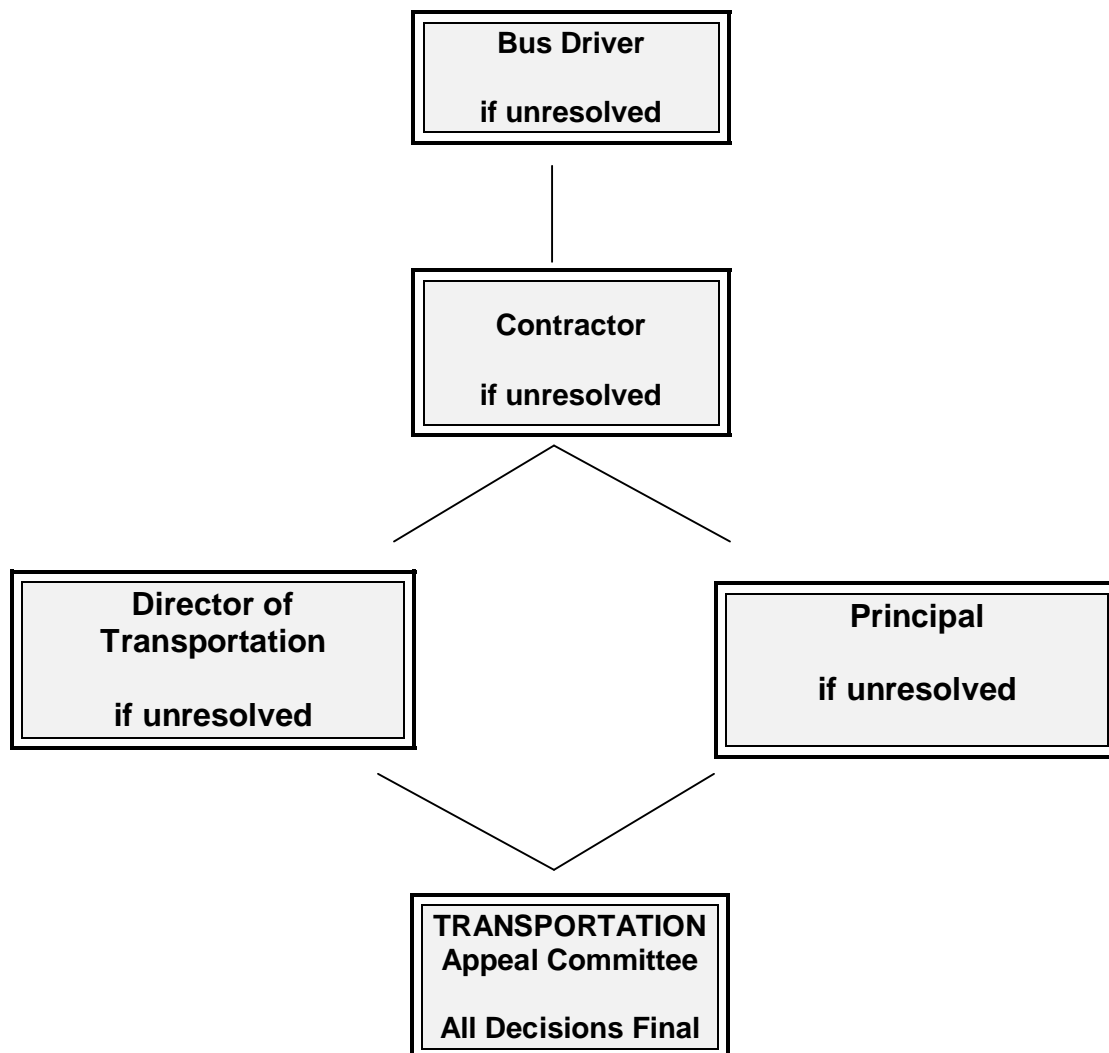 Bus Driver
if unresolved
Contractor
if unresolved
Director of
Transportation
if unresolved
Principal
if unresolved
TRANSPORTATION
Appeal Committee
All Decisions Final